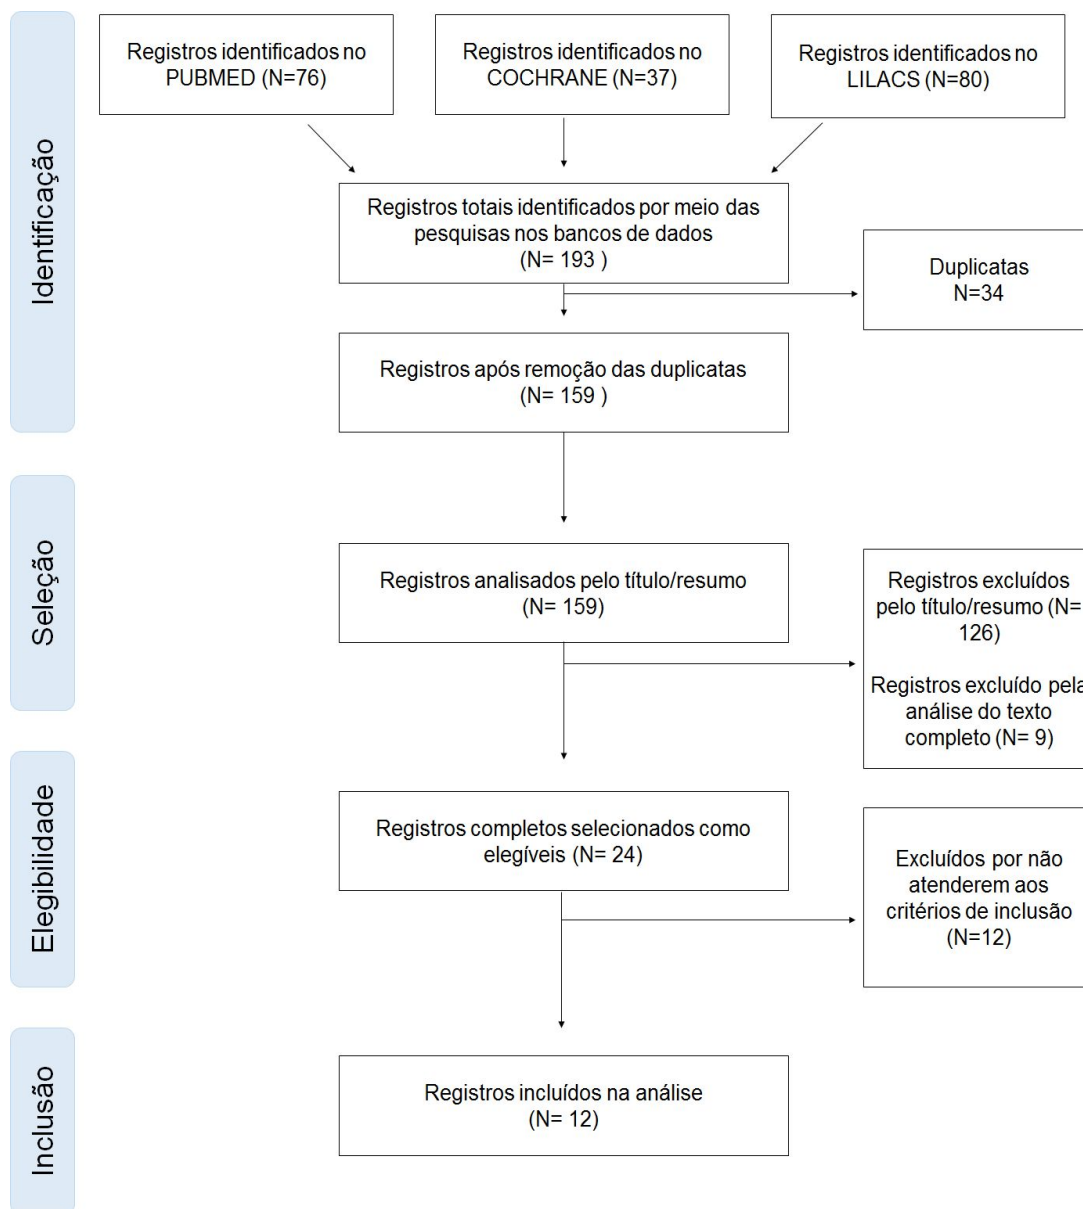 Identificação
Registros identificados no
PUBMED (N=76)
Registros identificados no
COCHRANE (N=37)
Registros identificados no
LILACS (N=80)
Registros totais identificados por meio das
pesquisas nos bancos de dados
(N= 193 )
Duplicatas
N=34
Registros após remoção das duplicatas
(N= 159 )
Seleção
Registros analisados pelo título/resumo
(N= 159)
Registros excluídos
pelo título/resumo (N=
126)
Registros excluído pela
análise do texto
completo (N= 9)
Elegibilidade
Registros completos selecionados como
elegíveis (N= 24)
Excluídos por não
atenderem aos
critérios de inclusão
(N=12)
Inclusão
Registros incluídos na análise
(N= 12)